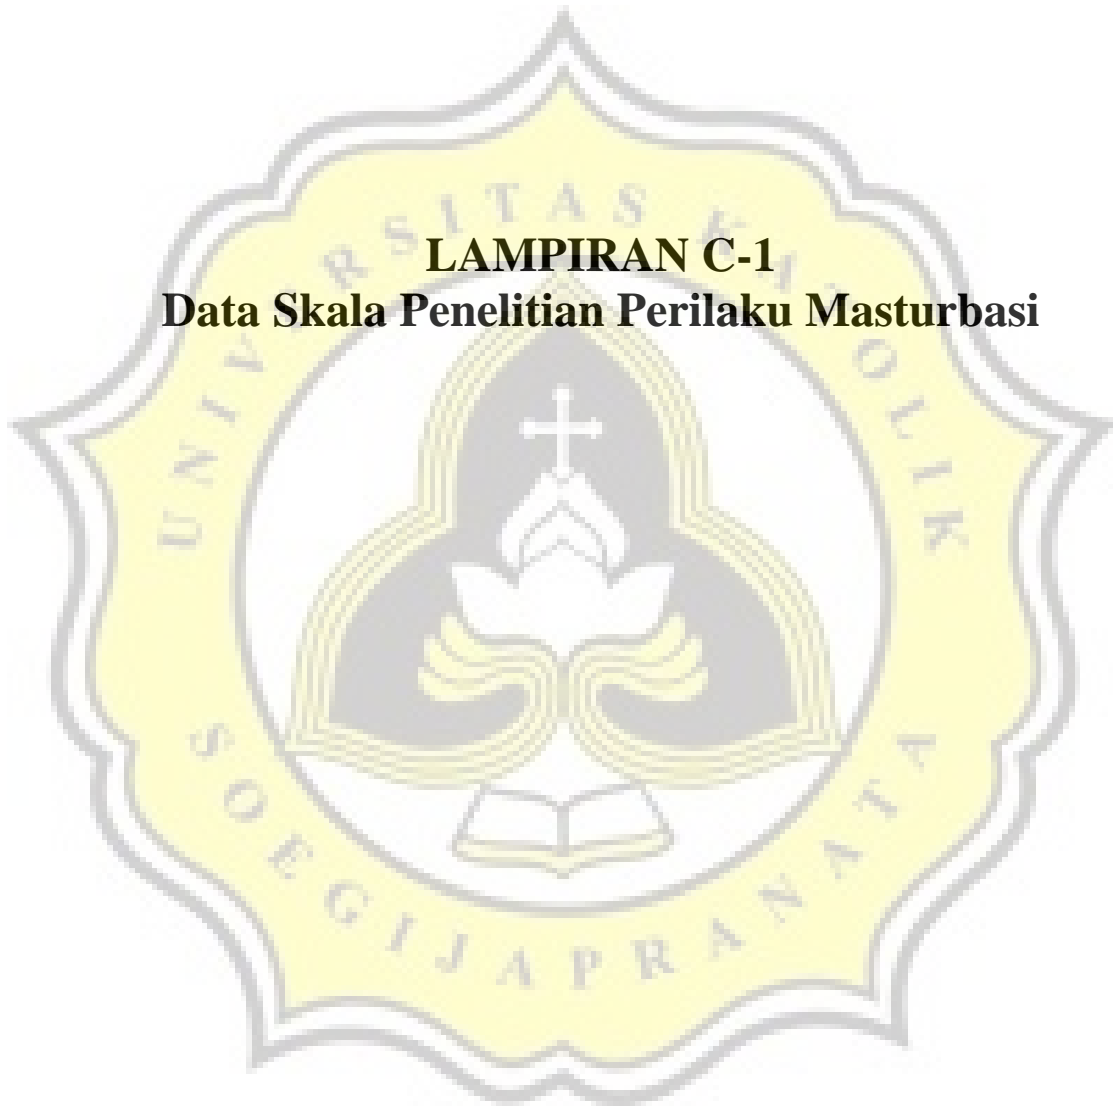 LAMPIRAN C-1
Data Skala Penelitian Perilaku Masturbasi
UNIVERSITAS KATOLIK
SOEGIJAPRANATA